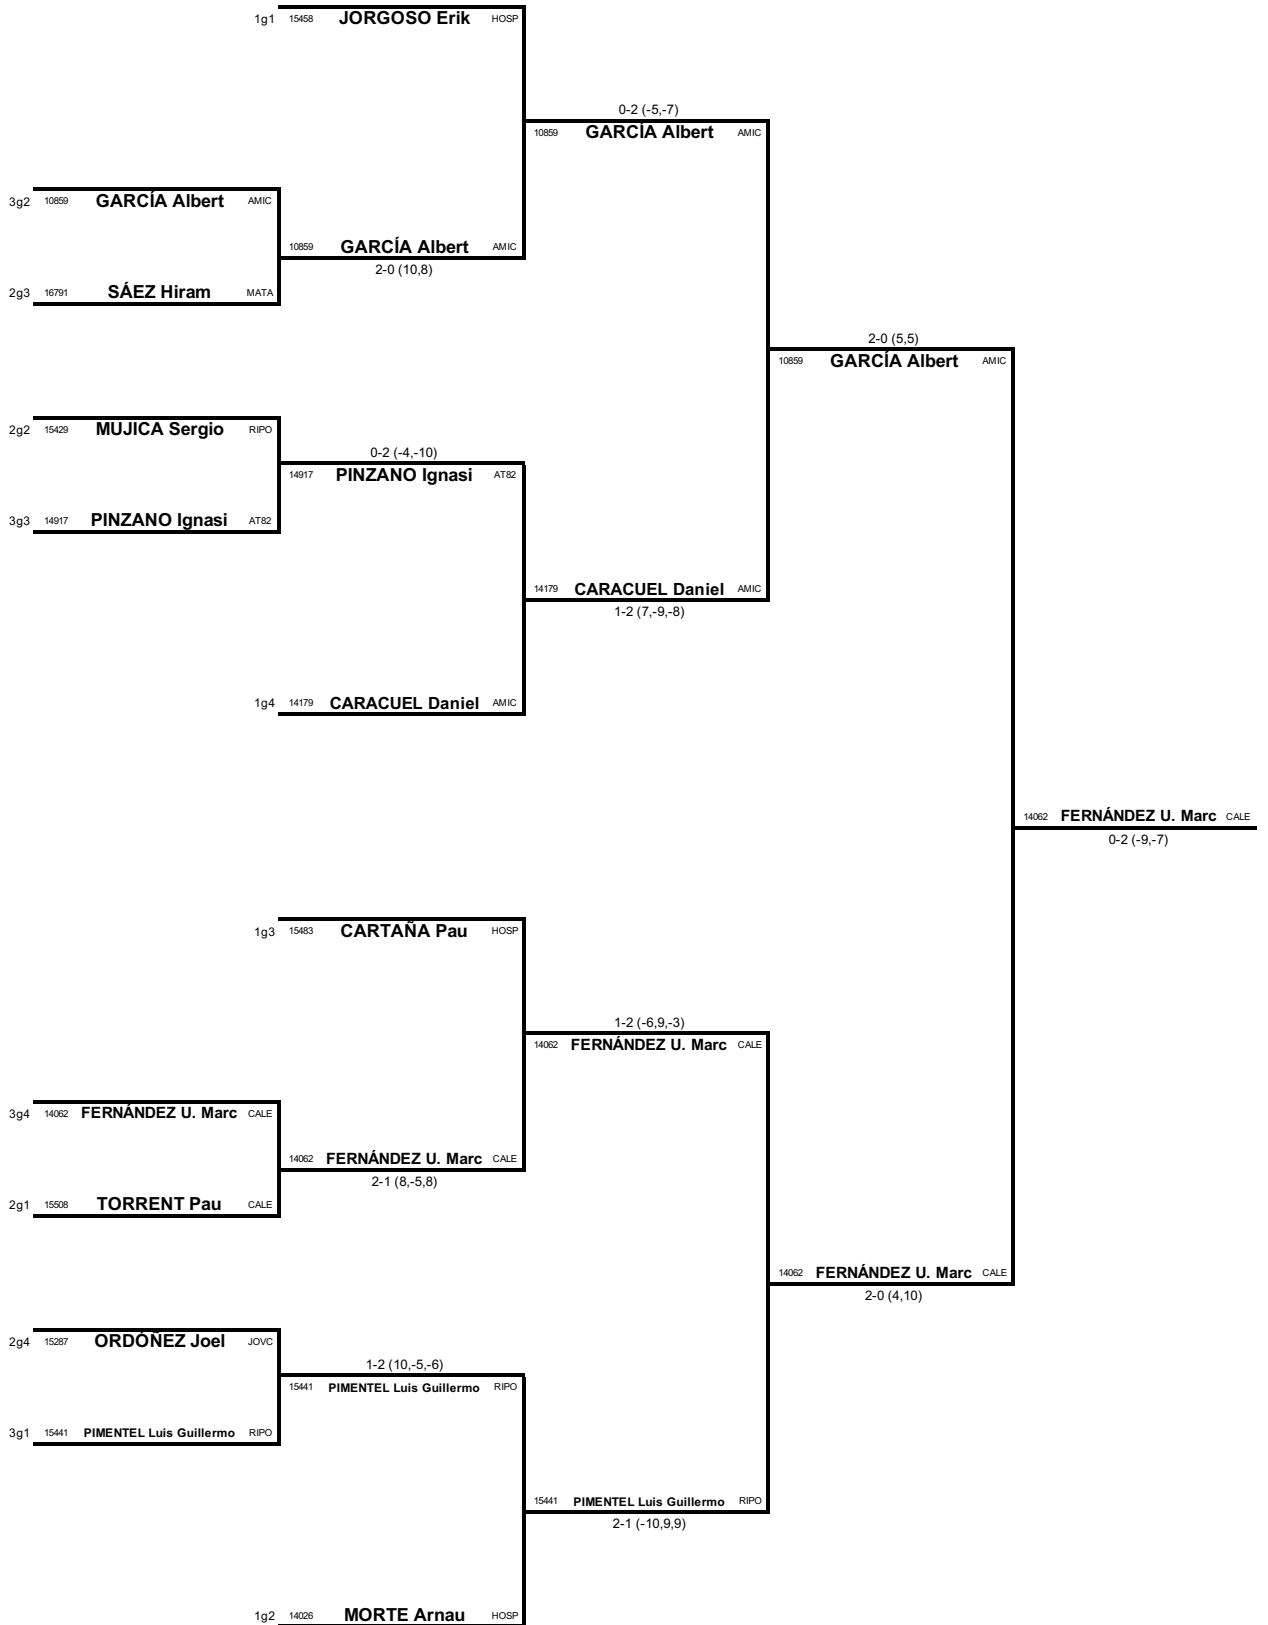 1g1 15458 JORGOSO Erik HOSP
0-2 (-5,-7)
10859 GARCÍA Albert AMIC
3g2 10859 GARCÍA Albert AMIC
10859 GARCÍA Albert AMIC
2-0 (10,8)
2g3 16791 SÁEZ Hiram MATA
2-0 (5,5)
10859 GARCÍA Albert AMIC
2g2 15429 MUJICA Sergio RIPO
0-2 (-4,-10)
14917 PINZANO Ignasi AT82
3g3 14917 PINZANO Ignasi AT82
14179 CARACUEL Daniel AMIC
1-2 (7,-9,-8)
1g4 14179 CARACUEL Daniel AMIC
14062 FERNÁNDEZ U. Marc CALE
0-2 (-9,-7)
1g3 15483 CARTAÑA Pau HOSP
1-2 (-6,9,-3)
14062 FERNÁNDEZ U. Marc CALE
3g4 14062 FERNÁNDEZ U. Marc CALE
14062 FERNÁNDEZ U. Marc CALE
2-1 (8,-5,8)
2g1 15508 TORRENT Pau CALE
14062 FERNÁNDEZ U. Marc CALE
2-0 (4,10)
2g4 15287 ORDÓÑEZ Joel JOVC
1-2 (10,-5,-6)
15441 PIMENTEL Luis Guillermo RIPO
3g1 15441 PIMENTEL Luis Guillermo RIPO
15441 PIMENTEL Luis Guillermo RIPO
2-1 (-10,9,9)
1g2 14026 MORTE Arnau HOSP